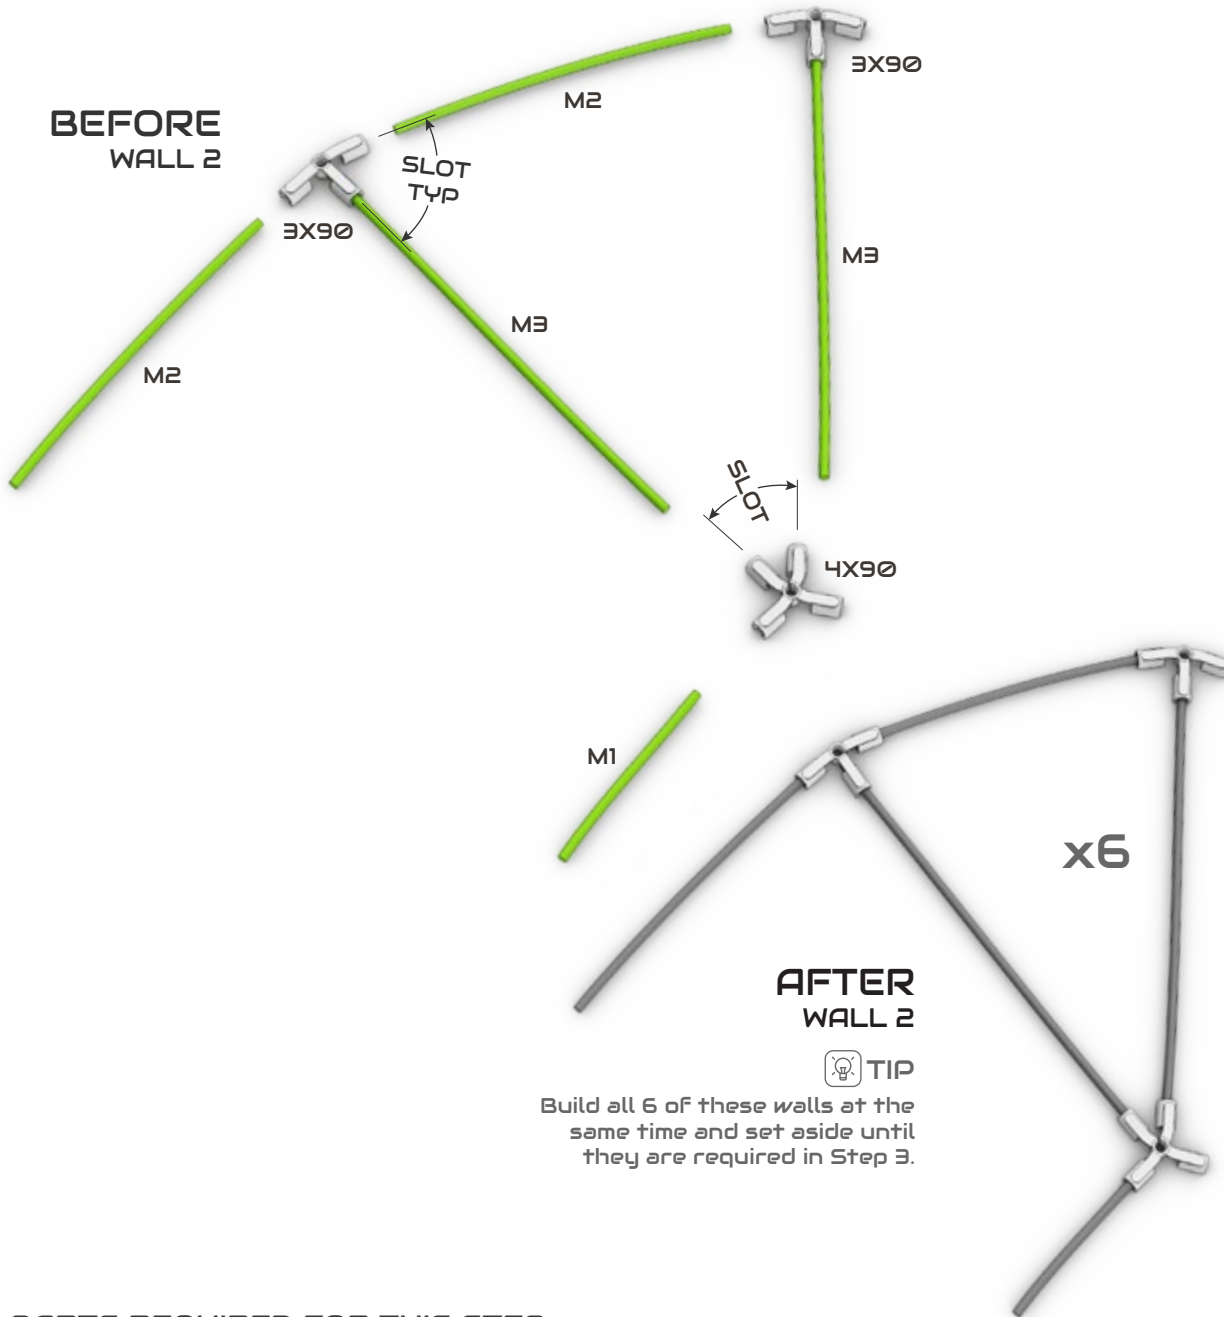 BEFORE
WALL 2
M2
3X90
SLOT
TYP
3X90
M3
M3
M2
SLOT
4X90
M1
x6
AFTER
WALL 2
TIP
Build all 6 of these walls at the
same time and set aside until
they are required in Step 3.